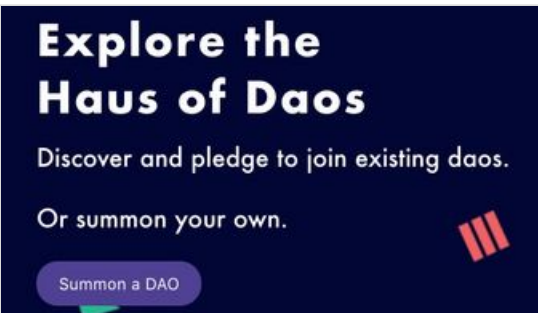 Explore the
Haus of Daos
Discover and pledge to join existing daos.
Or summon your own.
Summon a DAO